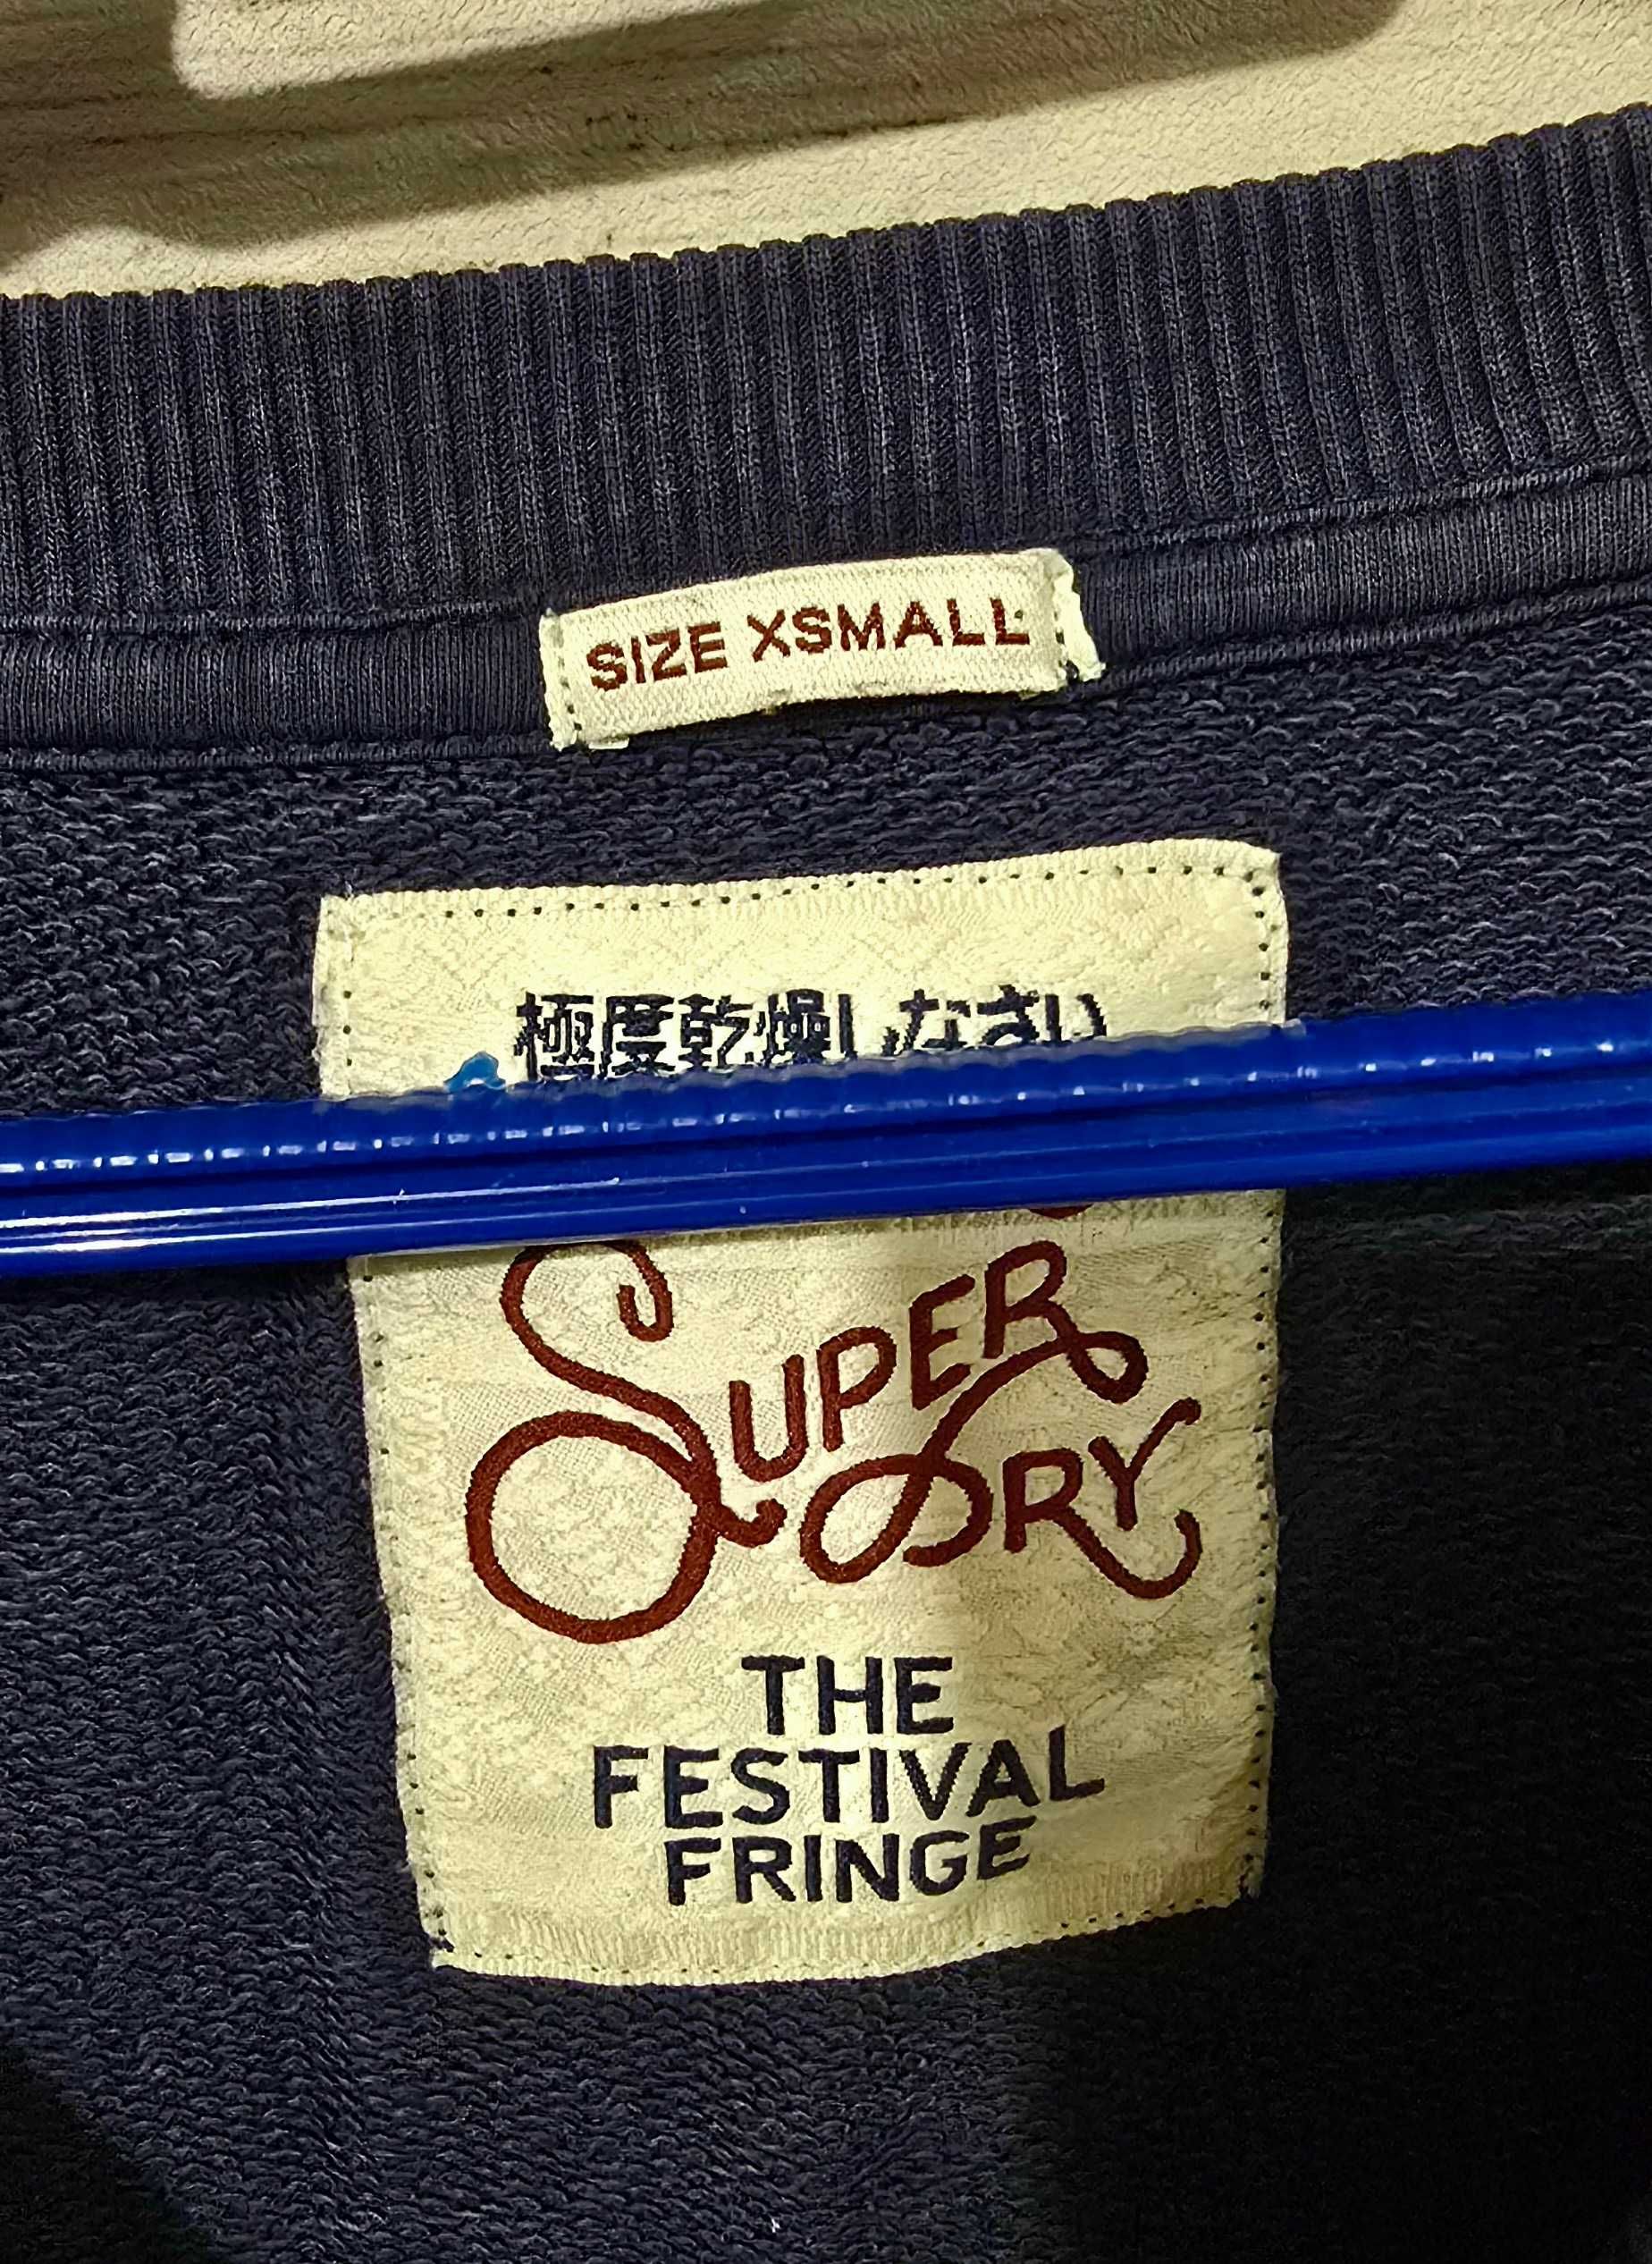 SIZE XSMALL
極度乾燥しなさい
SUPER
DRY
THE
FESTIVAL
FRINGE